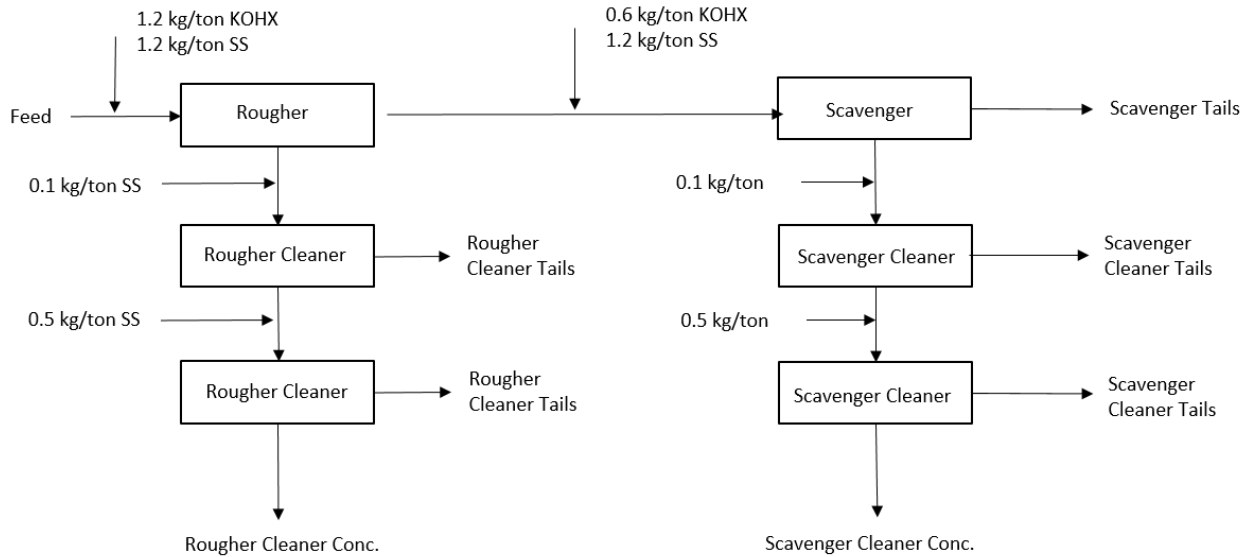 1.2 kg/ton KOHX
1.2 kg/ton SS
0.6 kg/ton KOHX
1.2 kg/ton SS
Feed
Rougher
Scavenger
Scavenger Tails
0.1 kg/ton SS
0.1 kg/ton
Rougher Cleaner
Rougher
Cleaner Tails
Scavenger Cleaner
Scavenger
Cleaner Tails
0.5 kg/ton SS
0.5 kg/ton
Rougher Cleaner
Rougher
Cleaner Tails
Scavenger Cleaner
Scavenger
Cleaner Tails
Rougher Cleaner Conc.
Scavenger Cleaner Conc.